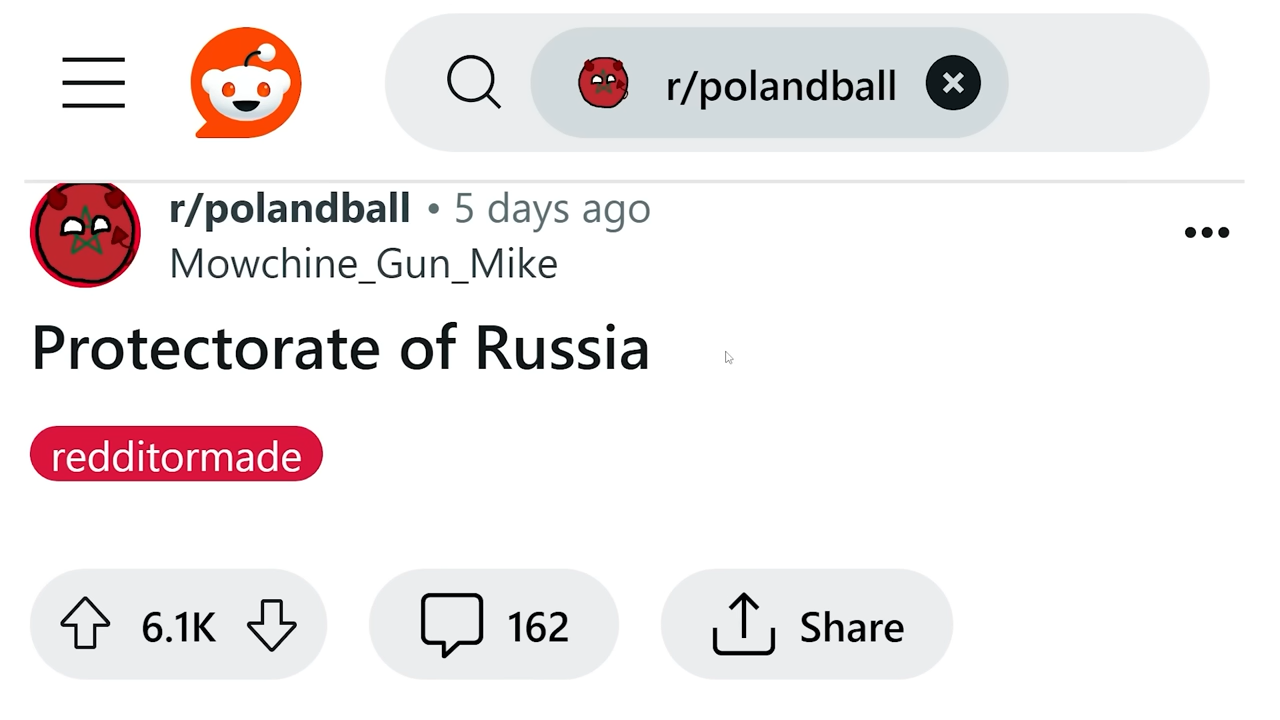 r/polandball
r/polandball • 5 days ago
Mowchine_Gun_Mike
Protectorate of Russia
redditormade
6.1K
162
Share